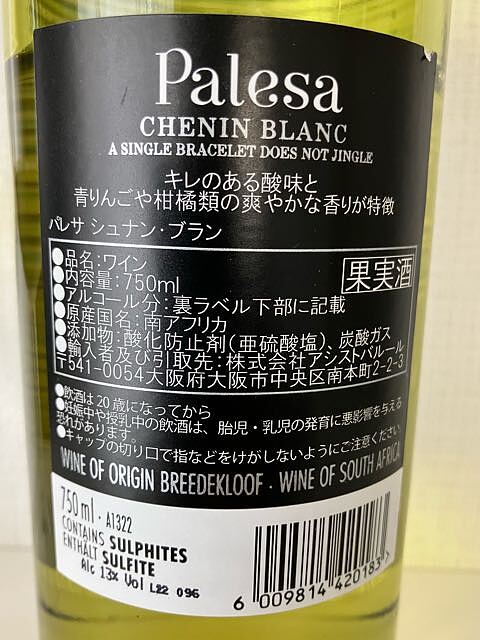 Palesa
CHENIN BLANC
A SINGLE BRACELET DOES NOT JINGLE
キレのある酸味と
青りんごや柑橘類の爽やかな香りが特徴
パレサ シュナン・ブラン
●品名:ワイン
●内容量:750ml
果実酒
●アルコール分:裏ラベル下部に記載
●原産国名:南アフリカ
●添加物:酸化防止剤(亜硫酸塩)、炭酸ガス
●輸入者及び引取先:株式会社アシストバルール
〒541-0054大阪府大阪市中央区南本町2-2-3
●飲酒は20歳になってから
●妊娠中や授乳中の飲酒は、胎児・乳児の発育に悪影響を与える
恐れがあります。
●キャップの切り口で指などをけがしないようにご注意ください。
WINE OF ORIGIN BREEDEKLOOF · WINE OF SOUTH AFRICA
750ml · A1322
CONTAINS SULPHITES
ENTHÄLT SULFITE
Alc 13% Vol L22 096
6 009814 420183 >